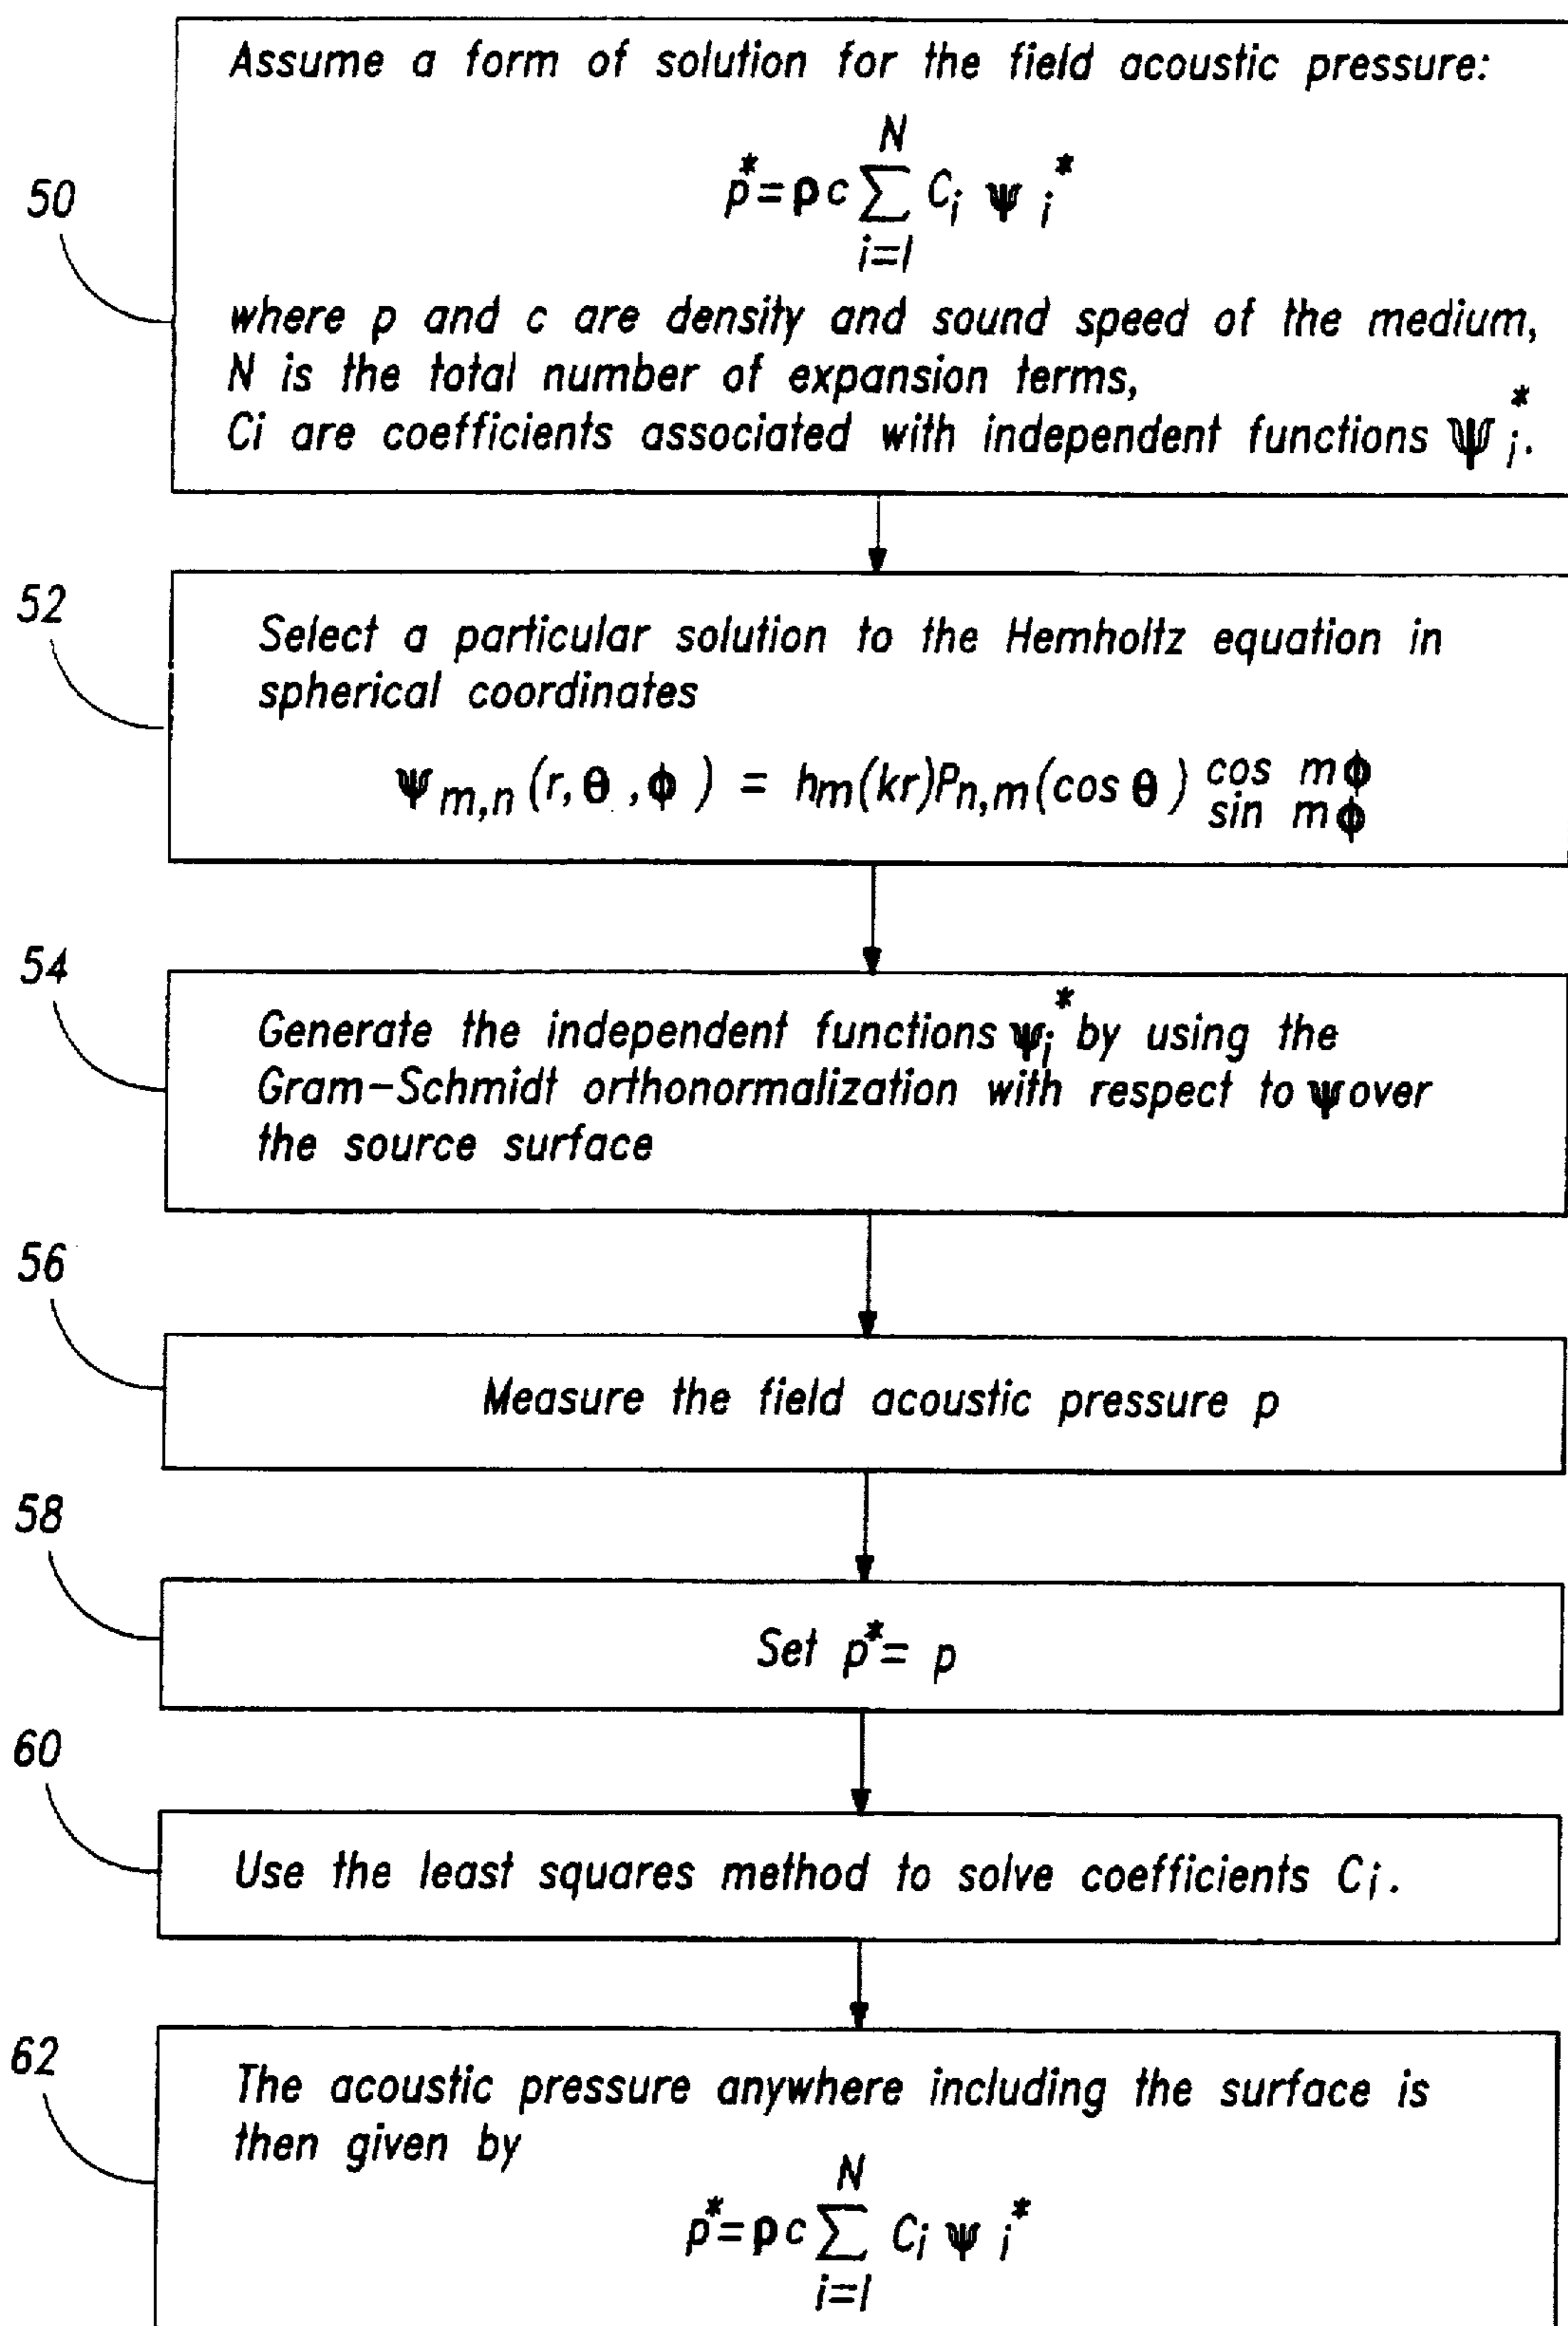 Assume a form of solution for the field acoustic pressure:
N
p* = ρc ∑ Ci ψi*
i=1
50
where p and c are density and sound speed of the medium,
N is the total number of expansion terms,
Ci are coefficients associated with independent functions ψi*.
52
Select a particular solution to the Hemholtz equation in
spherical coordinates
ψm,n (r, θ, ϕ) = hm(kr)Pn,m(cos θ) cos mϕ
sin mϕ
54
Generate the independent functions ψi* by using the
Gram-Schmidt orthonormalization with respect to ψ over
the source surface
56
Measure the field acoustic pressure p
58
Set p* = p
60
Use the least squares method to solve coefficients Ci.
62
The acoustic pressure anywhere including the surface is
then given by
N
p* = ρc ∑ Ci ψi*
i=1